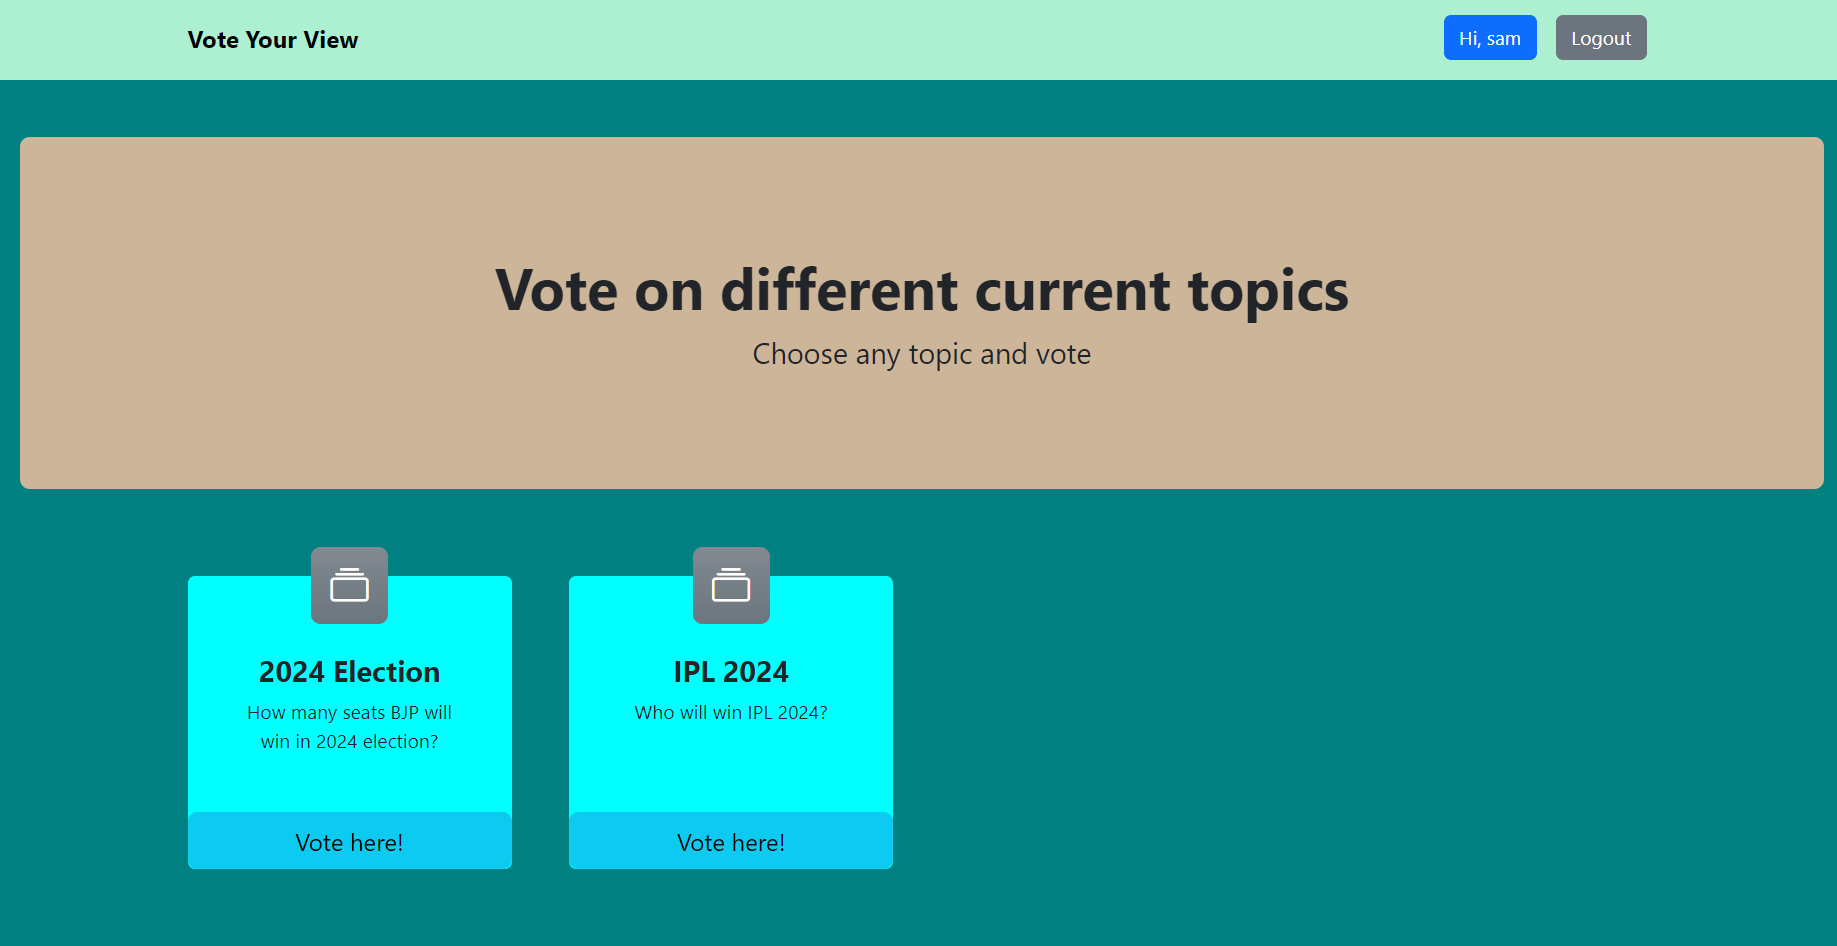 Vote Your View
Hi, sam
Logout
Vote on different current topics
Choose any topic and vote
2024 Election
How many seats BJP will
win in 2024 election?
Vote here!
IPL 2024
Who will win IPL 2024?
Vote here!